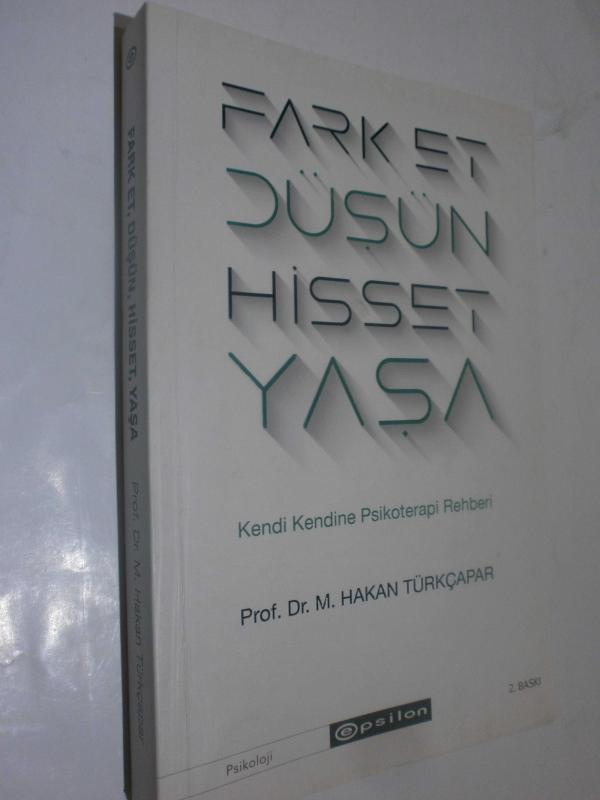 FARK ET
DÜŞÜN
HİSSET
YAŞA
Kendi Kendine Psikoterapi Rehberi
Prof. Dr. M. HAKAN TÜRKÇAPAR
2. BASKI
epsilon
Psikoloji
e
FARK ET, DÜŞÜN, HİSSET, YAŞA
Prof. Dr. M. Hakan Türkçapar